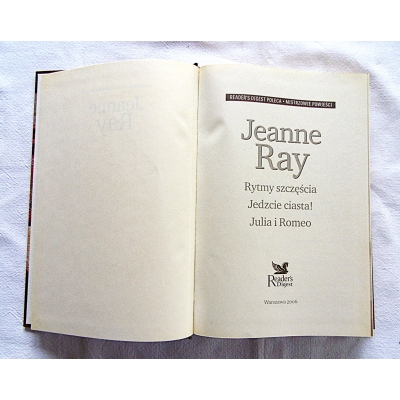 READER'S DIGEST POLECA • MISTRZOWIE POWIEŚCI
Jeanne
Ray
Rytmy szczęścia
Jedzcie ciasta!
Julia i Romeo
Reader's
Digest
Warszawa 2006